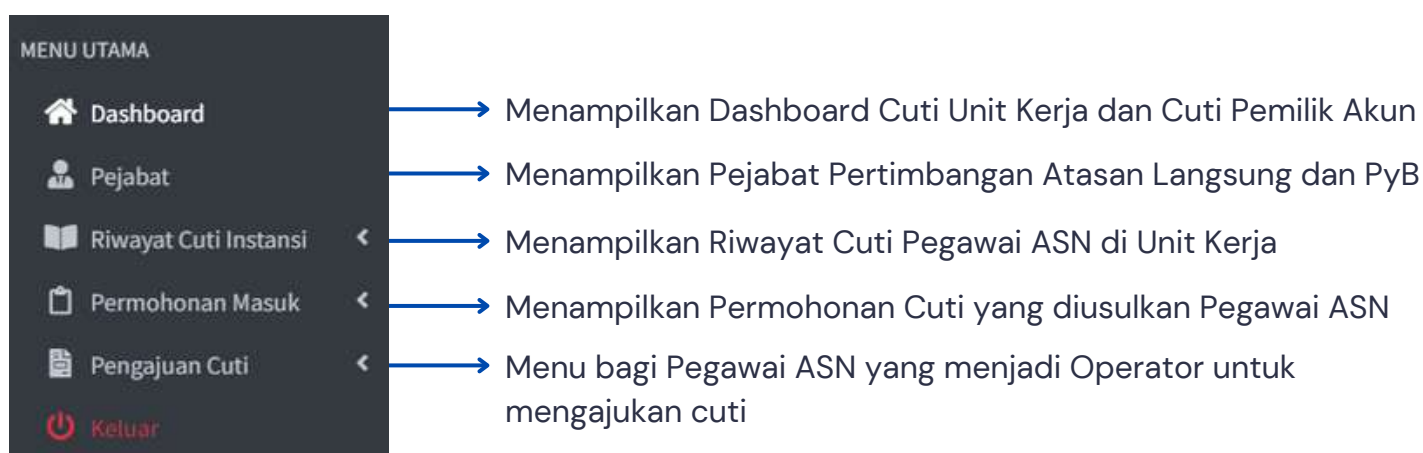 MENU UTAMA
Dashboard
Menampilkan Dashboard Cuti Unit Kerja dan Cuti Pemilik Akun
Pejabat
Menampilkan Pejabat Pertimbangan Atasan Langsung dan PyB
Riwayat Cuti Instansi
Menampilkan Riwayat Cuti Pegawai ASN di Unit Kerja
Permohonan Masuk
Menampilkan Permohonan Cuti yang diusulkan Pegawai ASN
Pengajuan Cuti
Menu bagi Pegawai ASN yang menjadi Operator untuk
mengajukan cuti
Keluar